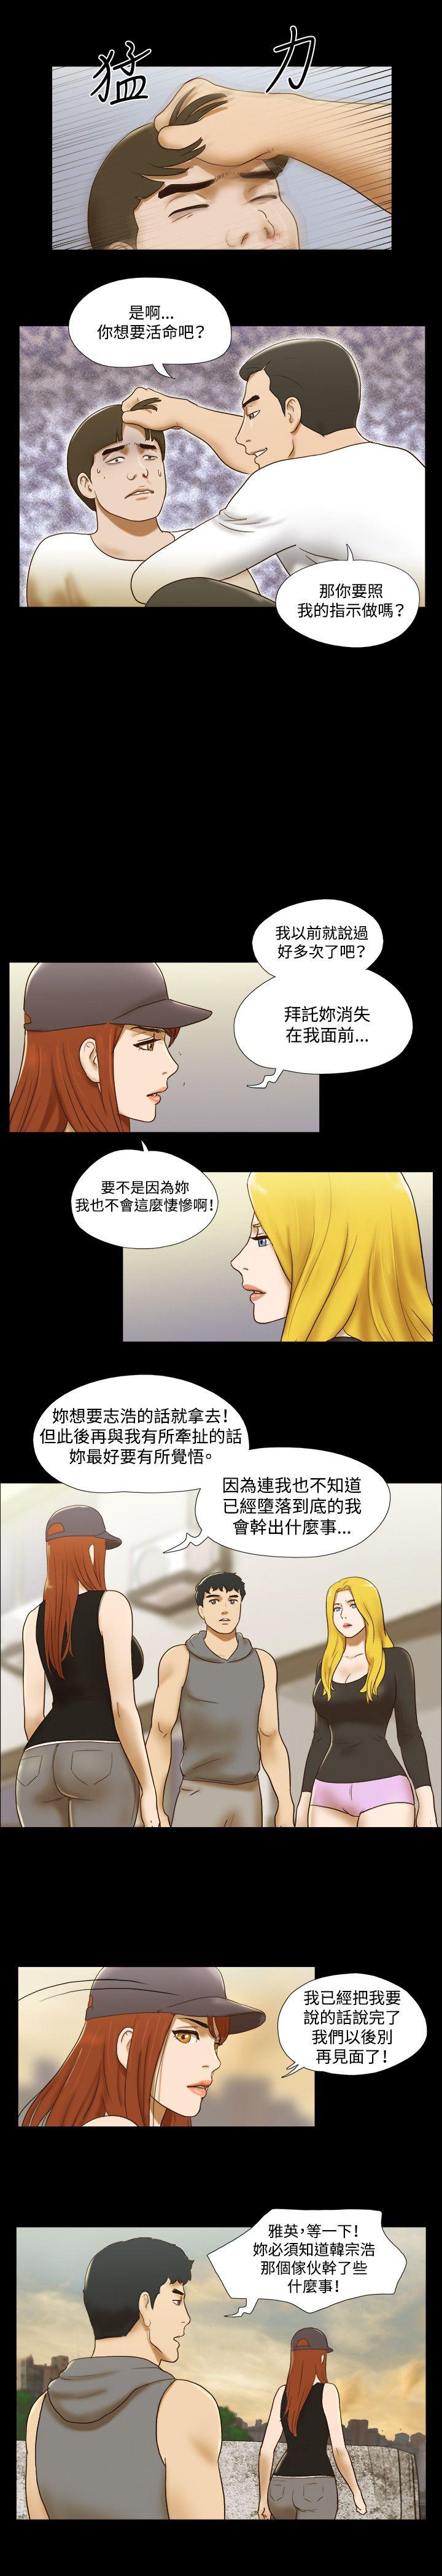 猛 力
是啊...
你想要活命吧？
那你要照
我的指示做嗎？
我以前就說過
好多次了吧？
拜託妳消失
在我面前...
要不是因為妳
我也不會這麼悽慘啊！
妳想要志浩的話就拿去！
但此後再與我有所牽扯的話
妳最好要有所覺悟。
因為連我也不知道
已經墮落到底的我
會幹出什麼事...
我已經把我要
說的話說完了
我們以後別
再見面了！
雅英，等一下！
妳必須知道韓宗浩
那個傢伙幹了些
什麼事！